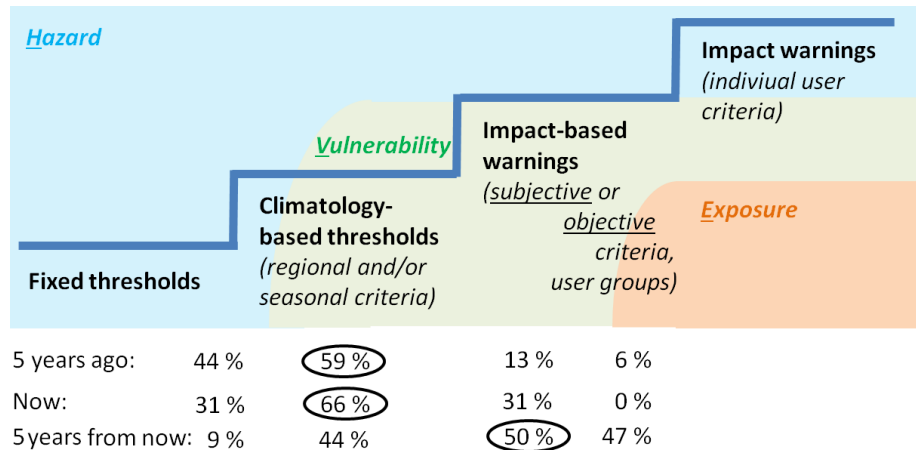 Hazard
Impact warnings
(indiviual user
criteria)
Vulnerability
Impact-based
warnings
(subjective or
objective
criteria,
user groups)
Exposure
Climatology-
based thresholds
(regional and/or
seasonal criteria)
Fixed thresholds
5 years ago: 44 % 59 % 13 % 6 %
Now: 31 % 66 % 31 % 0 %
5years from now: 9 % 44 % 50 % 47 %